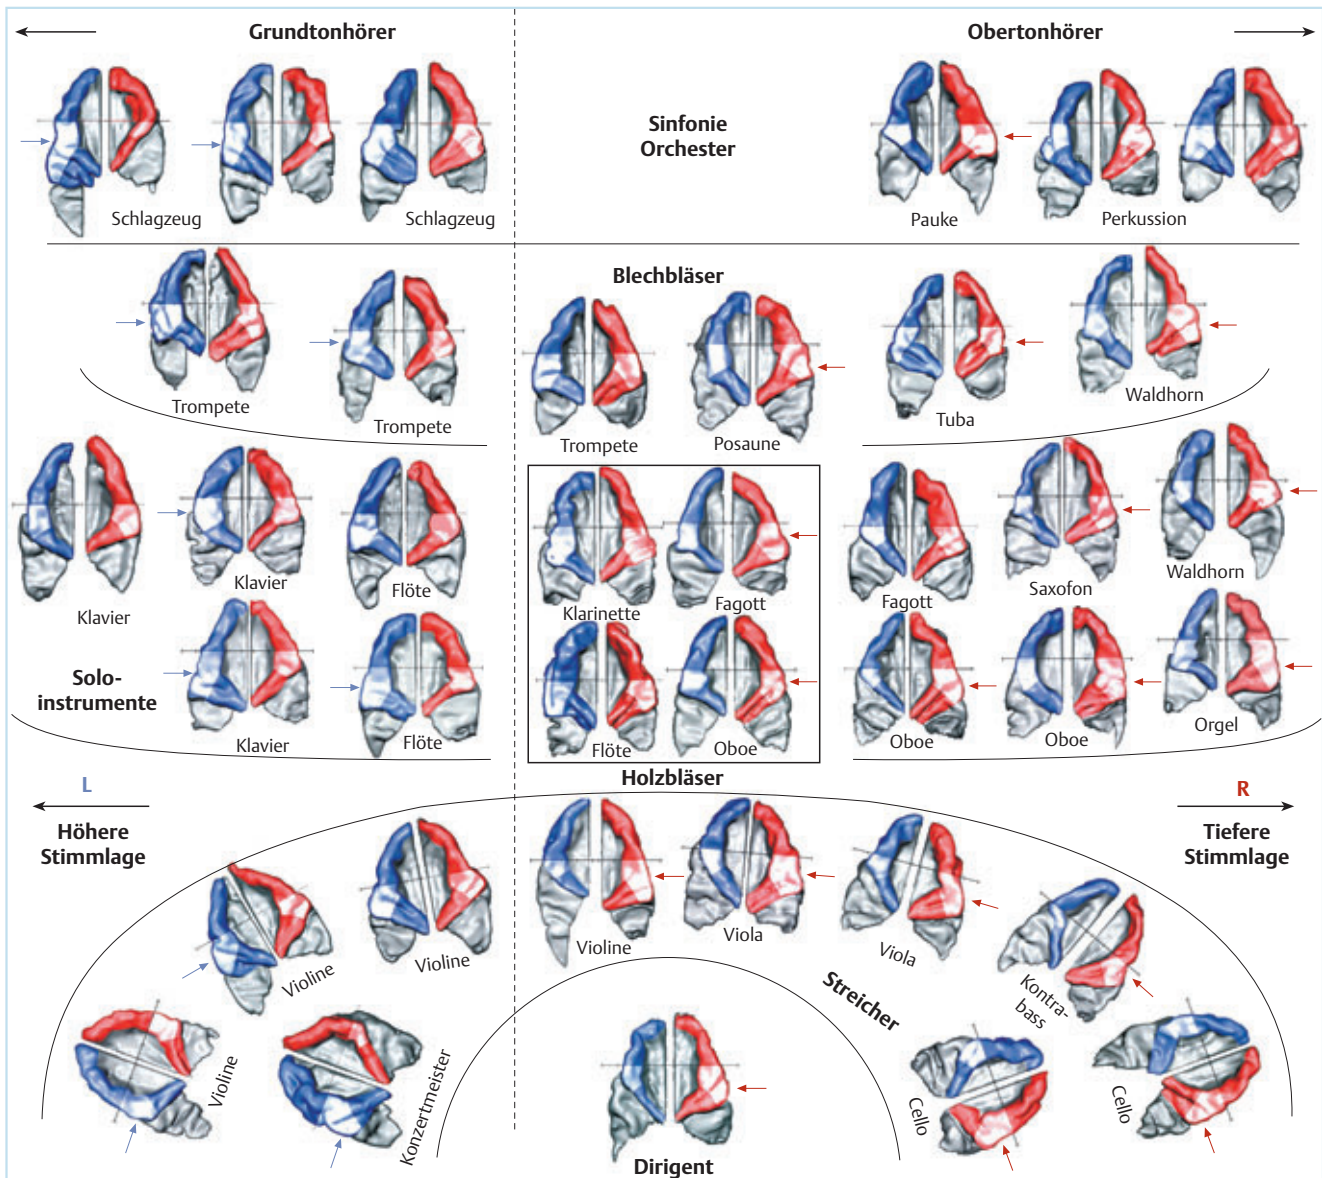 Grundtonhörer
Obertonhörer
Sinfonie
Orchester
Schlagzeug
Schlagzeug
Pauke
Perkussion
Blechbläser
Trompete
Trompete
Trompete
Posaune
Tuba
Waldhorn
Klavier
Klavier
Flöte
Klarinette
Fagott
Fagott
Saxofon
Waldhorn
Solo-
instrumente
Klavier
Flöte
Flöte
Oboe
Oboe
Oboe
Orgel
Holzbläser
L
Höhere
Stimmlage
R
Tiefere
Stimmlage
Violine
Violine
Violine
Viola
Viola
Kontra-
bass
Streicher
Violine
Konzertmeister
Cello
Cello
Dirigent